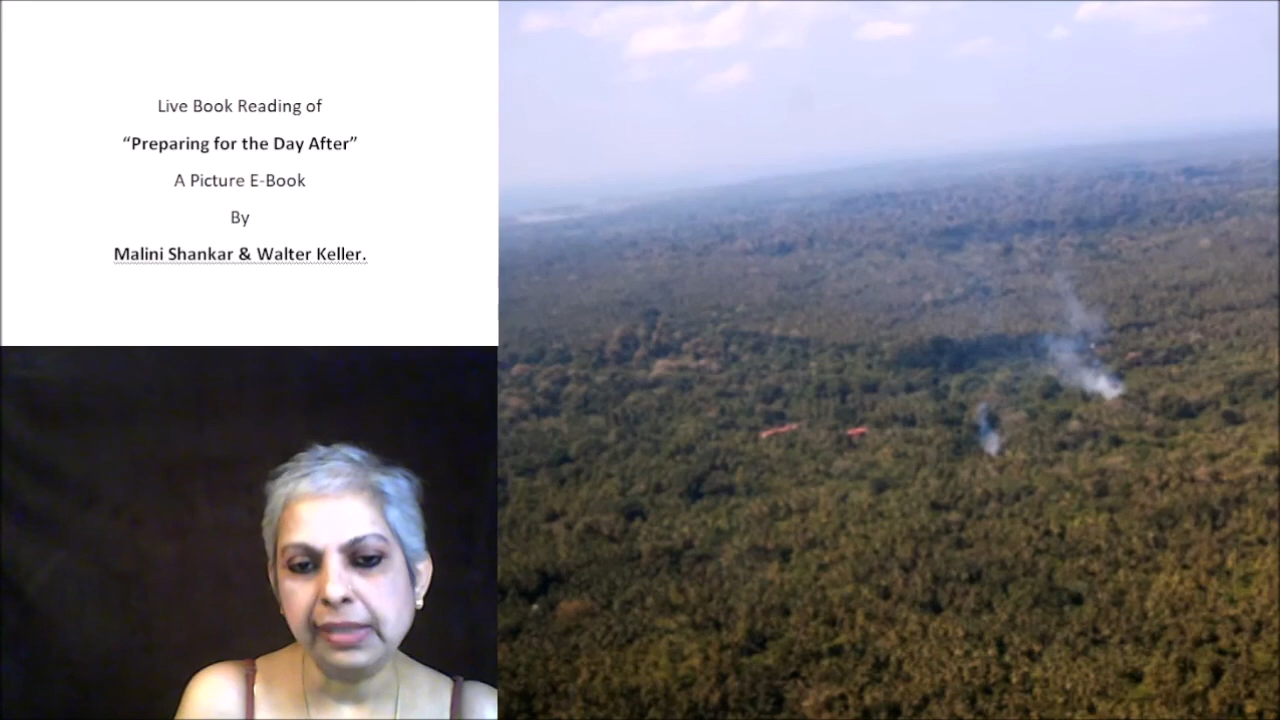 Live Book Reading of
“Preparing for the Day After”
A Picture E-Book
By
Malini Shankar & Walter Keller.